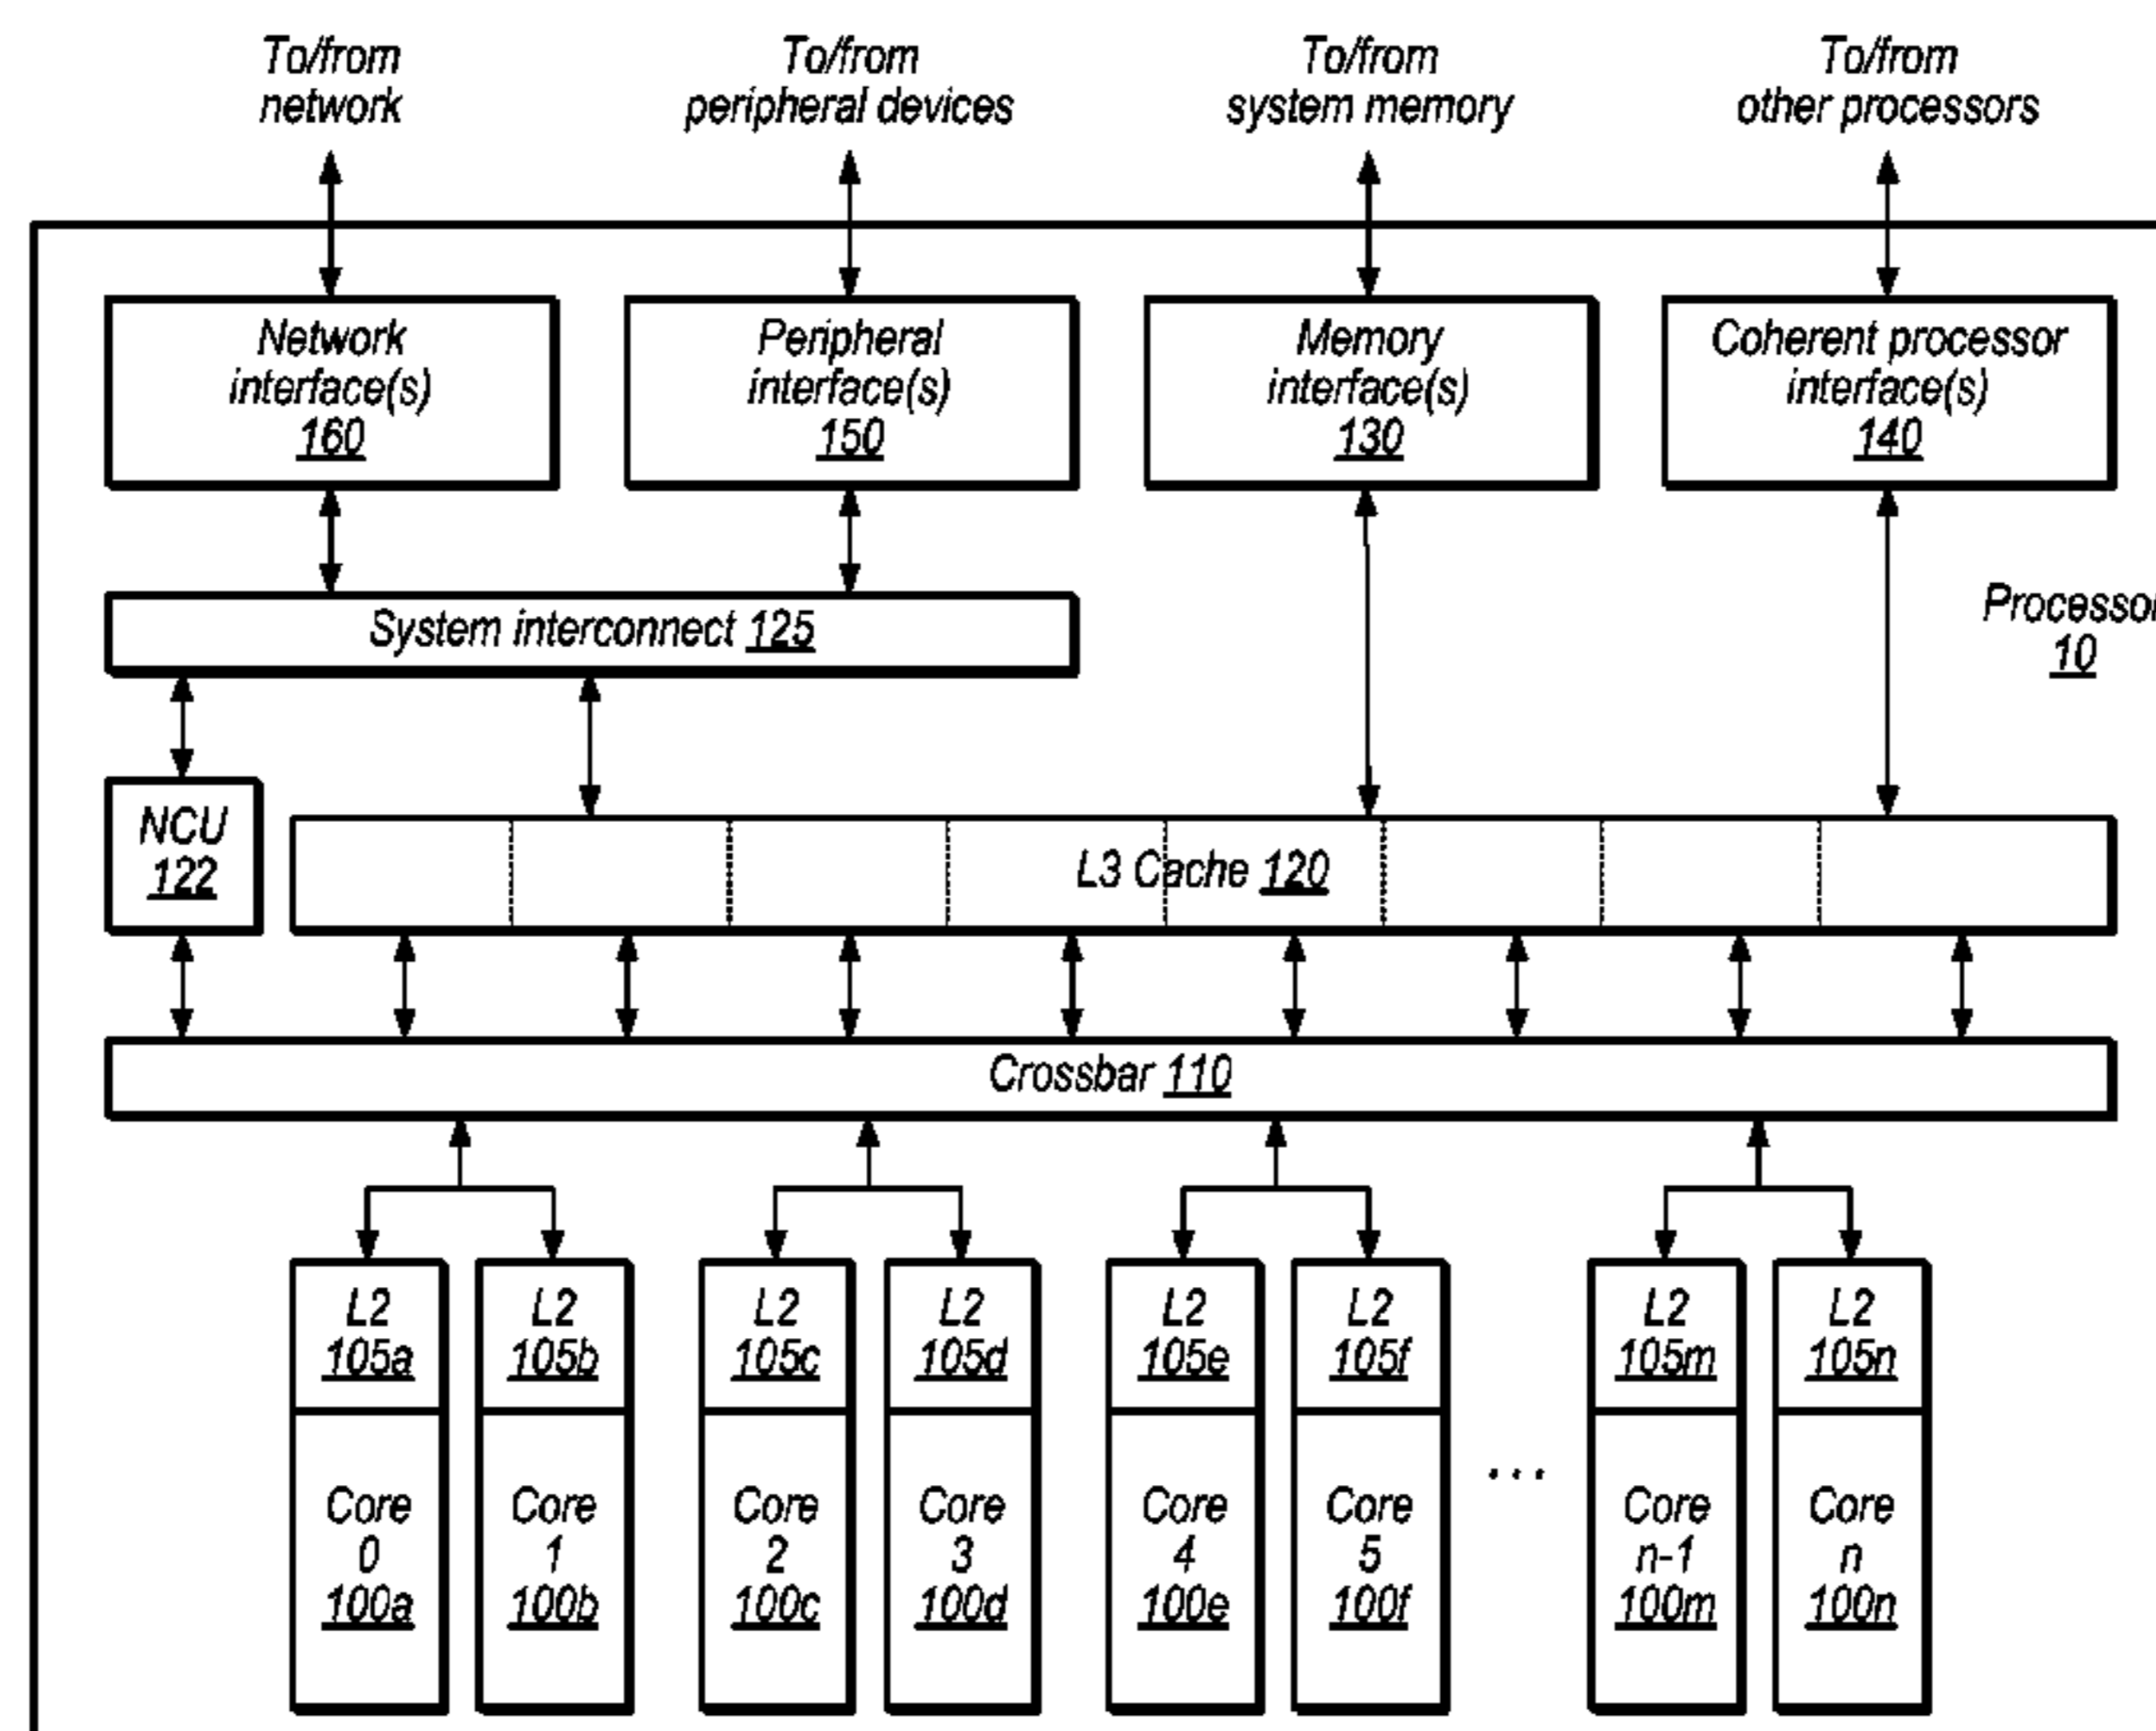 To/from
network
To/from
peripheral devices
To/from
system memory
To/from
other processors
Network
interface(s)
160
Peripheral
interface(s)
150
Memory
interface(s)
130
Coherent processor
interface(s)
140
System interconnect 125
Processor
10
NCU
122
L3 Cache 120
Crossbar 110
L2
105a
L2
105b
L2
105c
L2
105d
L2
105e
L2
105f
L2
105m
L2
105n
Core
0
100a
Core
1
100b
Core
2
100c
Core
3
100d
Core
4
100e
Core
5
100f
...
Core
n-1
100m
Core
n
100n